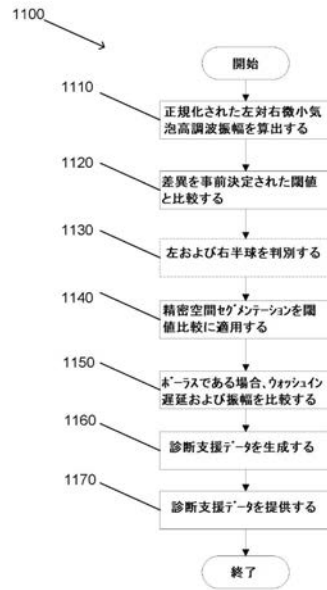 1100
開始
1110
正規化された左対右微小気
泡高調波振幅を算出する
1120
差異を事前決定された閾値
と比較する
1130
左および右半球を判別する
1140
精密空間セグメンテーションを閾
値比較に適用する
1150
ボーラスである場合、ウォッシュイン
遅延および振幅を比較する
1160
診断支援データを生成する
1170
診断支援データを提供する
終了